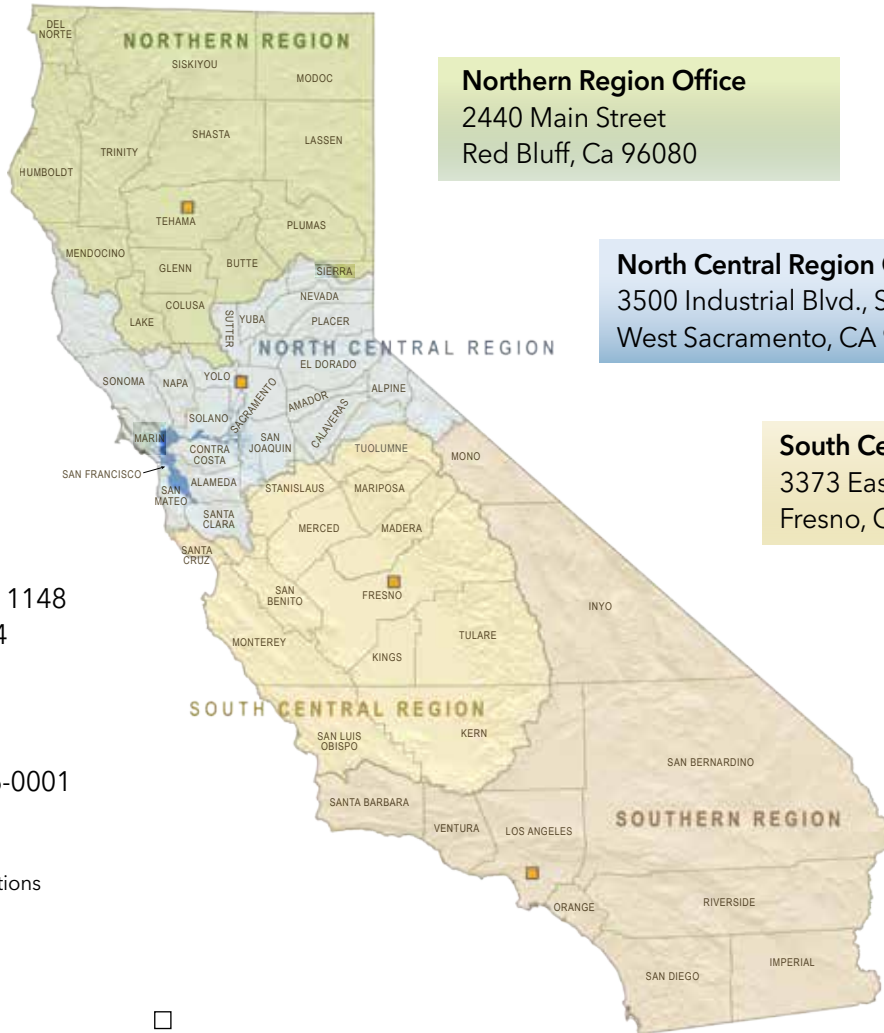 DEL
NORTE
NORTHERN REGION
SISKIYOU
MODOC
Northern Region Office
2440 Main Street
Red Bluff, Ca 96080
SHASTA
LASSEN
TRINITY
HUMBOLDT
TEHAMA
PLUMAS
MENDOCINO
GLENN
BUTTE
SIERRA
North Central Region
3500 Industrial Blvd., S
West Sacramento, CA
NEVADA
COLUSA
LAKE
SUTTER
YUBA
PLACER
NORTH CENTRAL REGION
EL DORADO
SONOMA
NAPA
YOLO
SACRAMENTO
ALPINE
AMADOR
SOLANO
CALAVERAS
MARIN
CONTRA
COSTA
SAN
JOAQUIN
TUOLUMNE
MONO
South Ce
3373 Eas
Fresno, C
SAN FRANCISCO
ALAMEDA
SAN
MATEO
STANISLAUS
MARIPOSA
SANTA
CLARA
MERCED
MADERA
SANTA
CRUZ
1148
4
SAN
BENITO
FRESNO
INYO
MONTEREY
TULARE
KINGS
SOUTH CENTRAL REGION
SAN LUIS
OBISPO
KERN
-0001
SAN BERNARDINO
SANTA BARBARA
VENTURA
LOS ANGELES
SOUTHERN REGION
tions
ORANGE
RIVERSIDE
SAN DIEGO
IMPERIAL